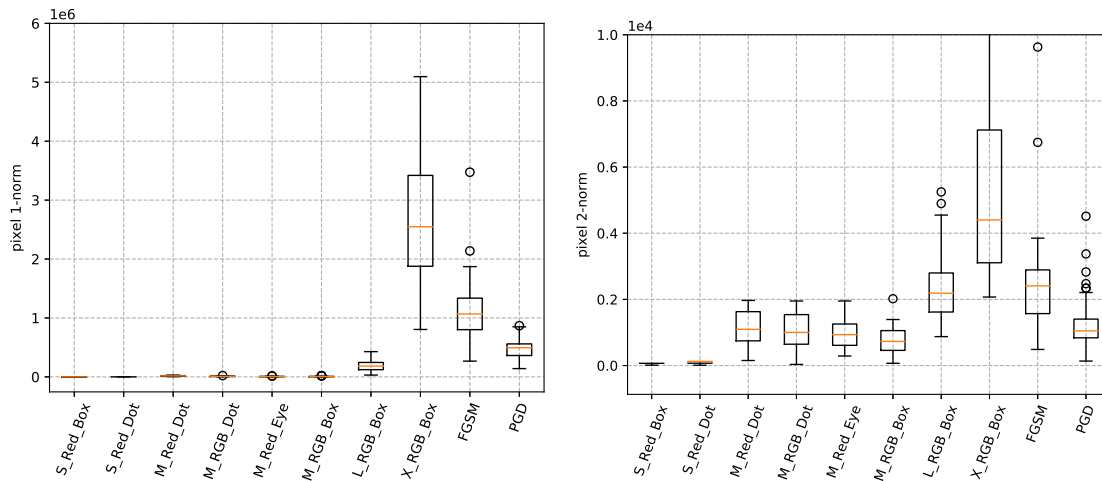 1e6
6
5
4
3
2
1
0
pixel 1-norm
S_Red_Box
S_Red_Dot
M_Red_Dot
M_RGB_Dot
M_Red_Eye
M_RGB_Box
L_RGB_Box
X_RGB_Box
FGSM
PGD
1e4
1.0
0.8
0.6
0.4
0.2
0.0
pixel 2-norm
S_Red_Box
S_Red_Dot
M_Red_Dot
M_RGB_Dot
M_Red_Eye
M_RGB_Box
L_RGB_Box
X_RGB_Box
FGSM
PGD